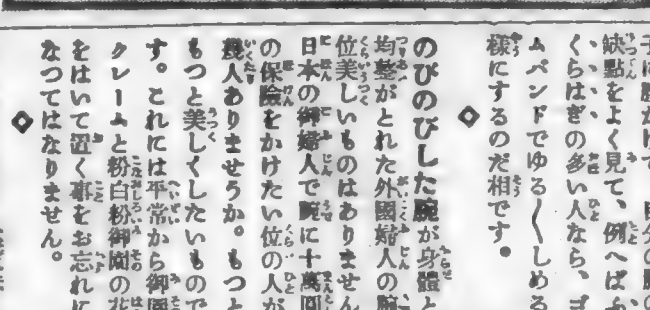 缺點をよく見て、例へばふ
くらはぎの多い人なら、ゴ
ムバンドでゆる〱しめる
様にするのだ相です。
◇
のびのびした腕が身體と
均整がとれた外國婦人の腕
位美しいものはありません
日本の御婦人で腕に十萬圓
の保險をかけたい位の人が
幾人ありませうか。もつと
もつと美しくしたいもので
す。これには平常から御園
クレームと粉白粉御園の花
をはいて置く事をお忘れに
なつてはなりません。
◇